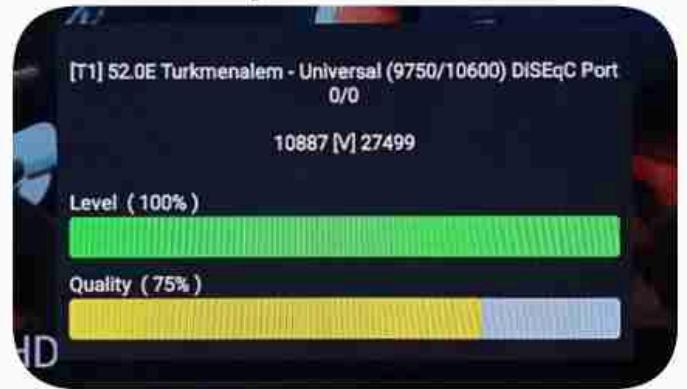 [T1] 52.0E Turkmenalem - Universal (9750/10600) DiSEqC Port
0/0
10887 [V] 27499
Level ( 100% )
Quality ( 75% )
HD